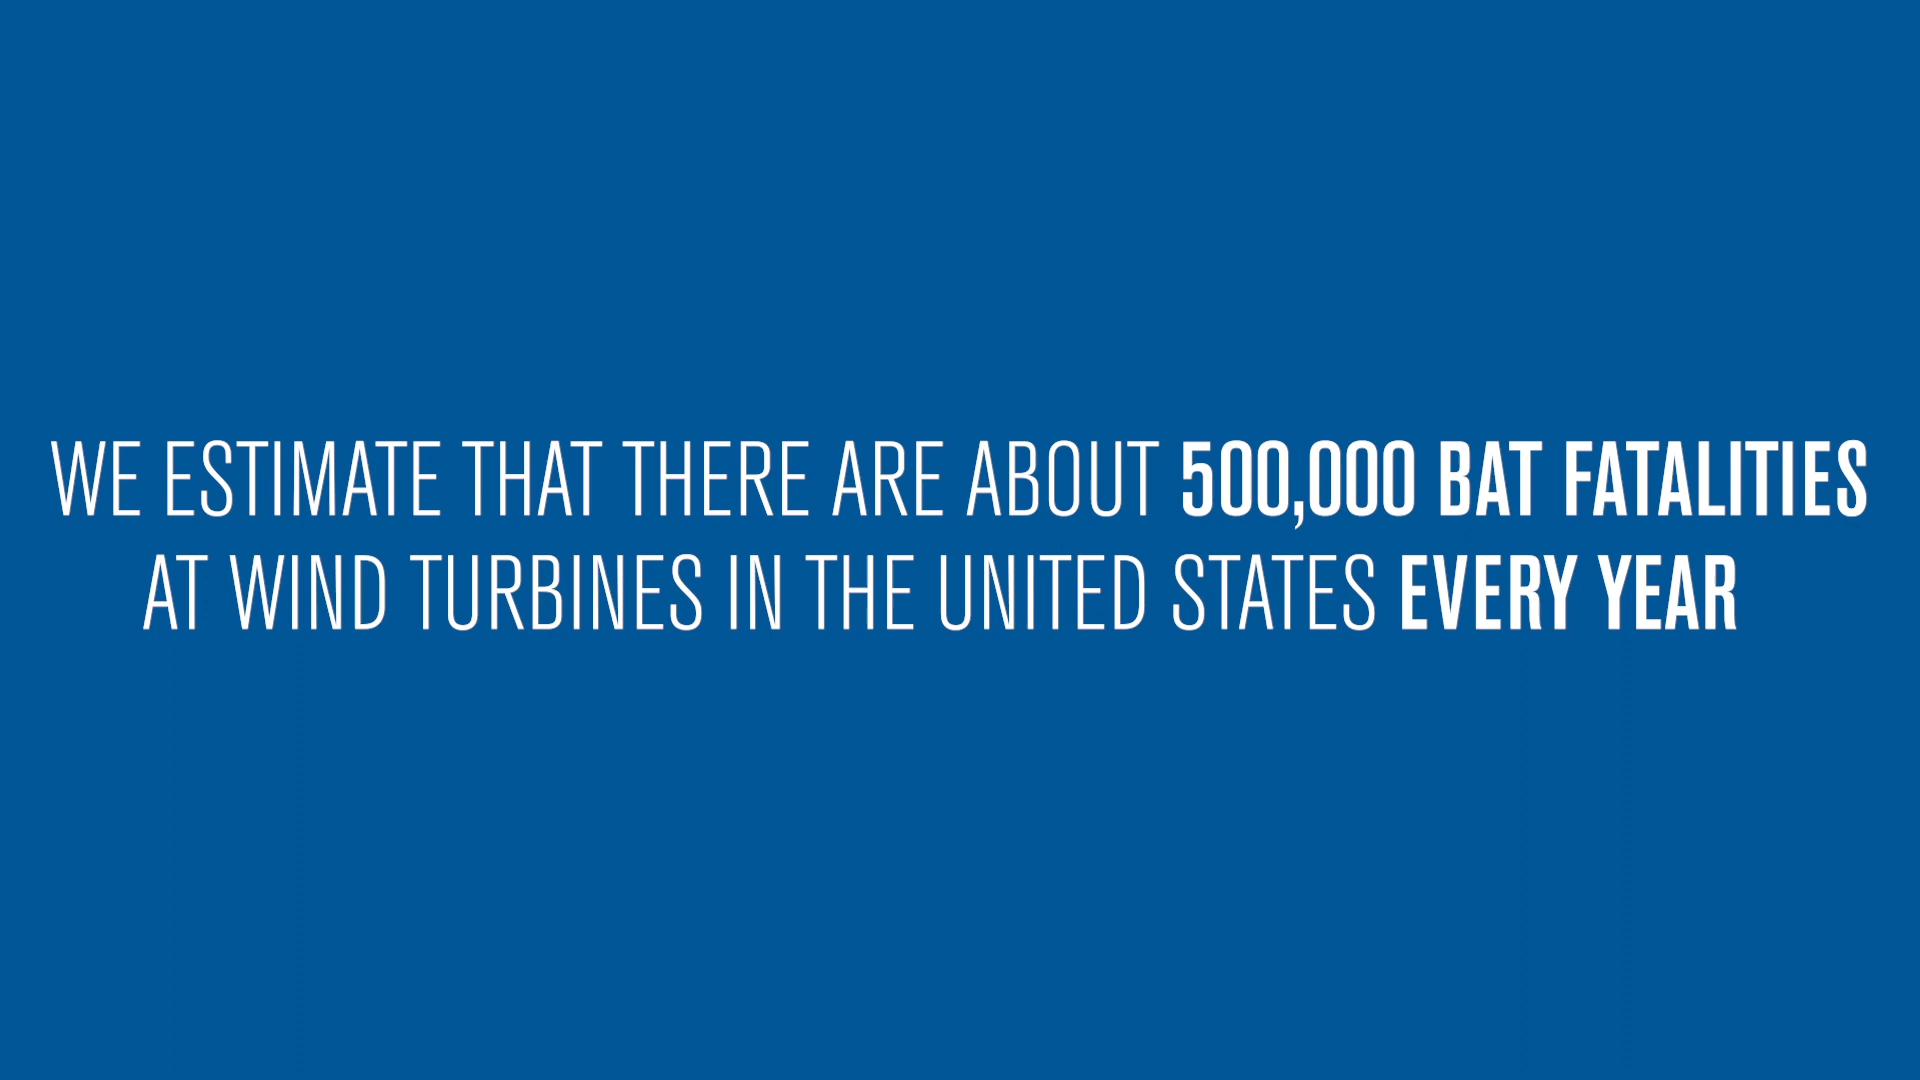 WE ESTIMATE THAT THERE ARE ABOUT 500,000 BAT FATALITIES
AT WIND TURBINES IN THE UNITED STATES EVERY YEAR